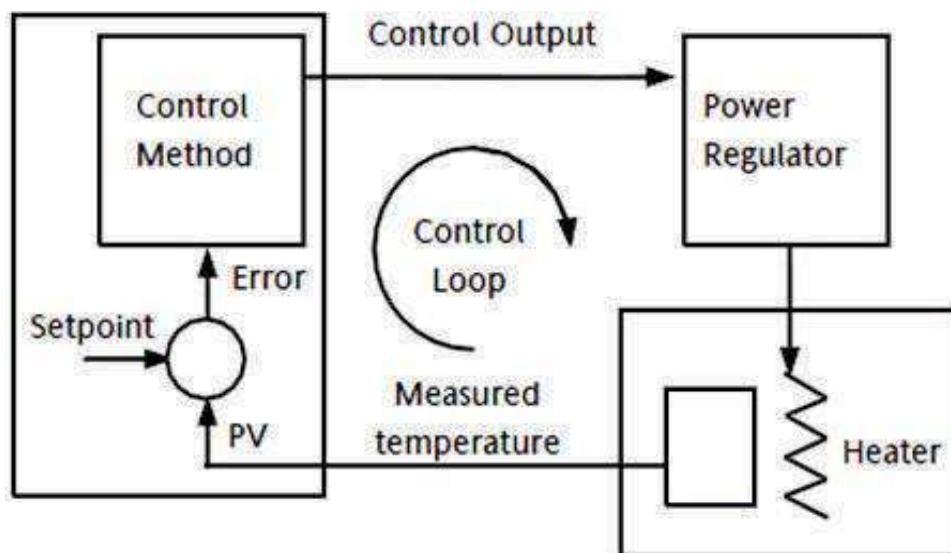 Control Output
Control
Method
Power
Regulator
Control
Loop
Error
Setpoint
Measured
temperature
PV
Heater